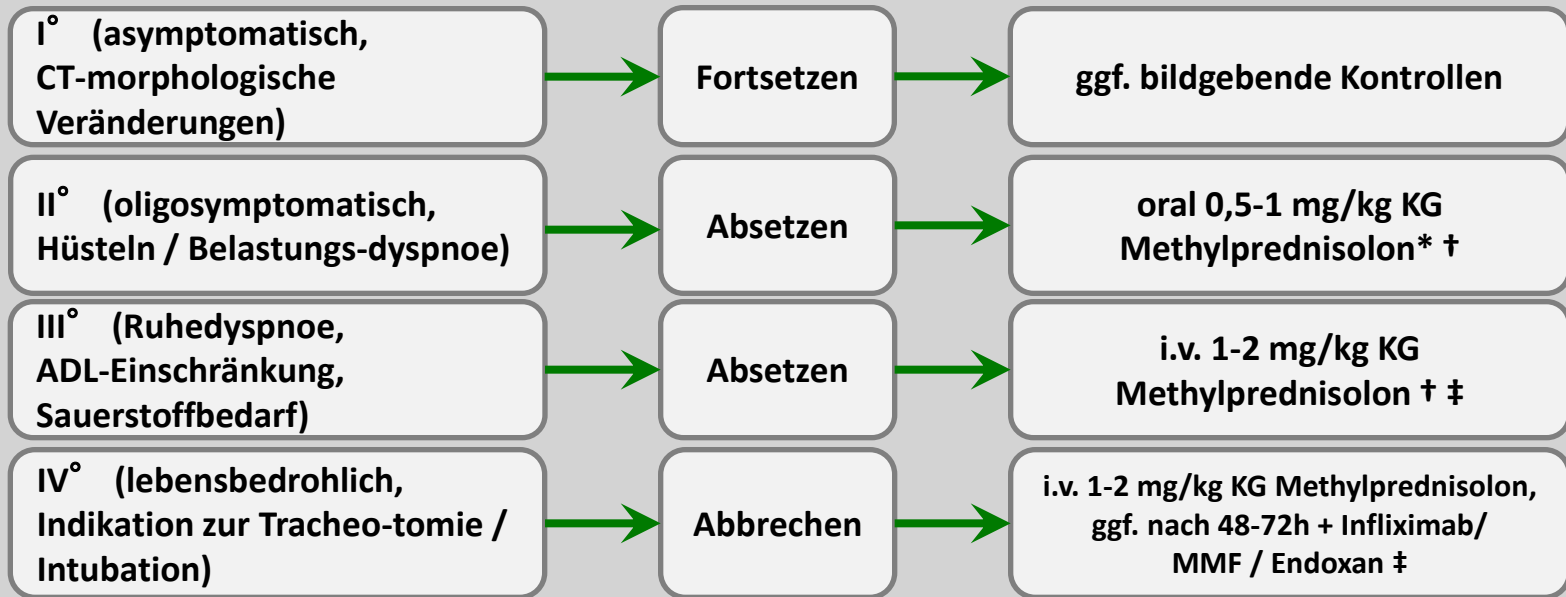 I° (asymptomatisch,
CT-morphologische
Veränderungen)
Fortsetzen
ggf. bildgebende Kontrollen
II° (oligosymptomatisch,
Hüsteln / Belastungs-dyspnoe)
Absetzen
oral 0,5-1 mg/kg KG
Methylprednisolon* †
III° (Ruhedyspnoe,
ADL-Einschränkung,
Sauerstoffbedarf)
Absetzen
i.v. 1-2 mg/kg KG
Methylprednisolon † ‡
IV° (lebensbedrohlich,
Indikation zur Tracheo-tomie /
Intubation)
Abbrechen
i.v. 1-2 mg/kg KG Methylprednisolon,
ggf. nach 48-72h + Infliximab/
MMF / Endoxan ‡